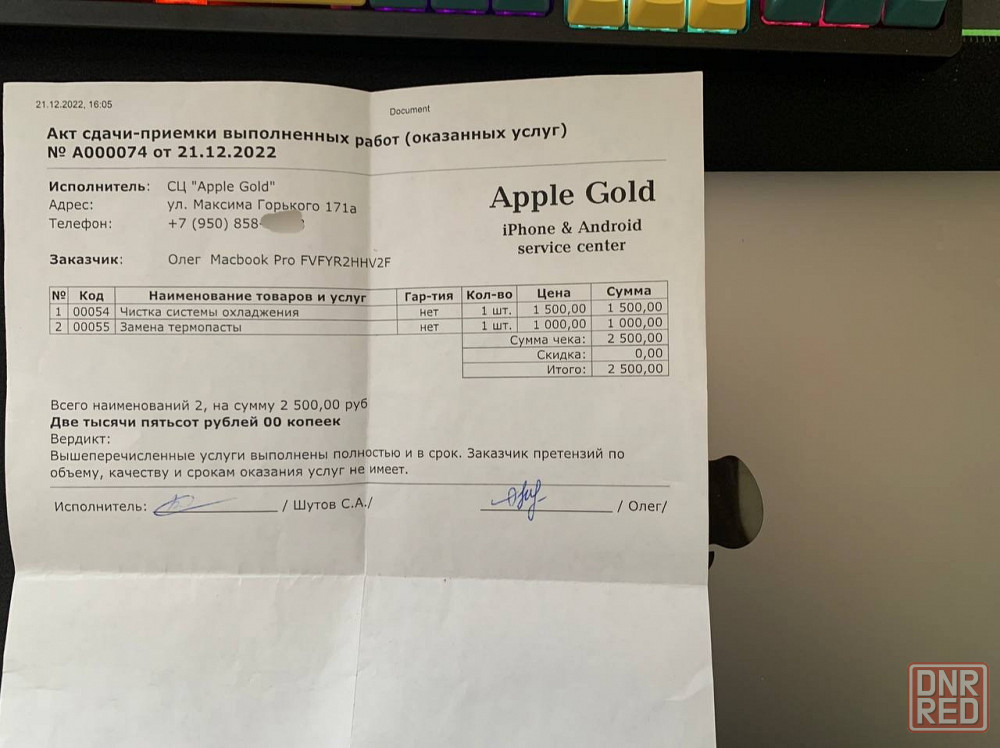 21.12.2022, 16:05
Document
Акт сдачи-приемки выполненных работ (оказанных услуг)
№ А000074 от 21.12.2022
Исполнитель: СЦ "Apple Gold"
Адрес: ул. Максима Горького 171а
Телефон: +7 (950) 858-
Apple Gold
iPhone & Android
service center
Заказчик: Олег Macbook Pro FVFYR2HHV2F
№ Код Наименование товаров и услуг Гар-тия Кол-во Цена Сумма
1 00054 Чистка системы охлаждения нет 1 шт. 1 500,00 1 500,00
2 00055 Замена термопасты нет 1 шт. 1 000,00 1 000,00
Сумма чека: 2 500,00
Скидка: 0,00
Итого: 2 500,00
Всего наименований 2, на сумму 2 500,00 руб
Две тысячи пятьсот рублей 00 копеек
Вердикт:
Вышеперечисленные услуги выполнены полностью и в срок. Заказчик претензий по
объему, качеству и срокам оказания услуг не имеет.
Исполнитель: / Шутов С.А./ / Олег/
DNR
RED